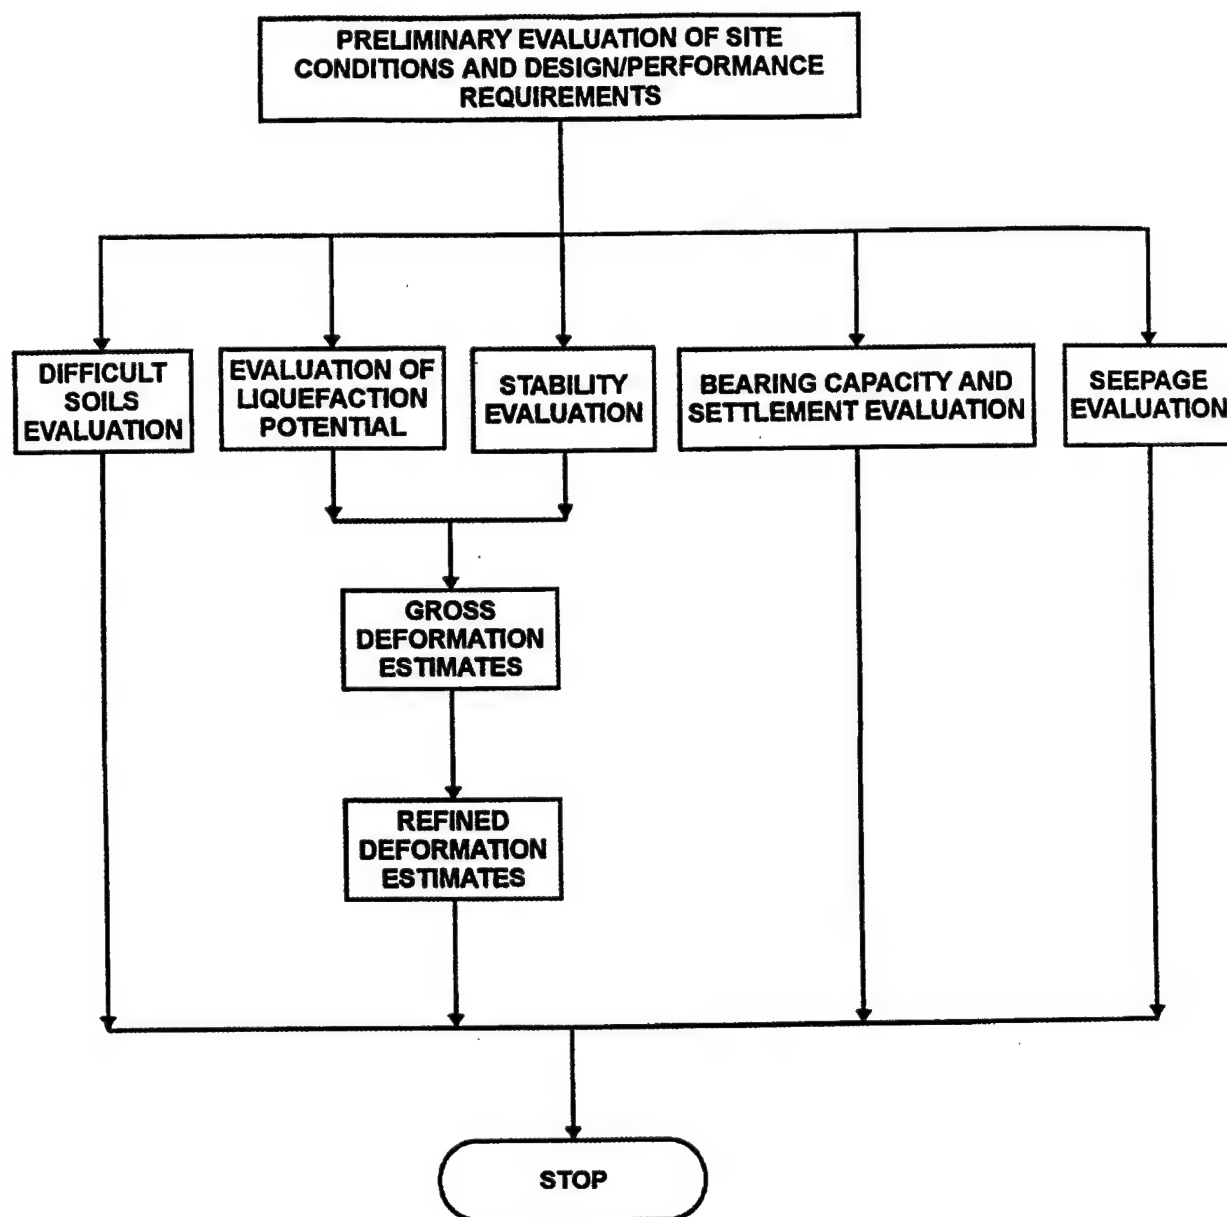 PRELIMINARY EVALUATION OF SITE
CONDITIONS AND DESIGN/PERFORMANCE
REQUIREMENTS
DIFFICULT
SOILS
EVALUATION
EVALUATION OF
LIQUEFACTION
POTENTIAL
STABILITY
EVALUATION
BEARING CAPACITY AND
SETTLEMENT EVALUATION
SEEPAGE
EVALUATION
GROSS
DEFORMATION
ESTIMATES
REFINED
DEFORMATION
ESTIMATES
STOP